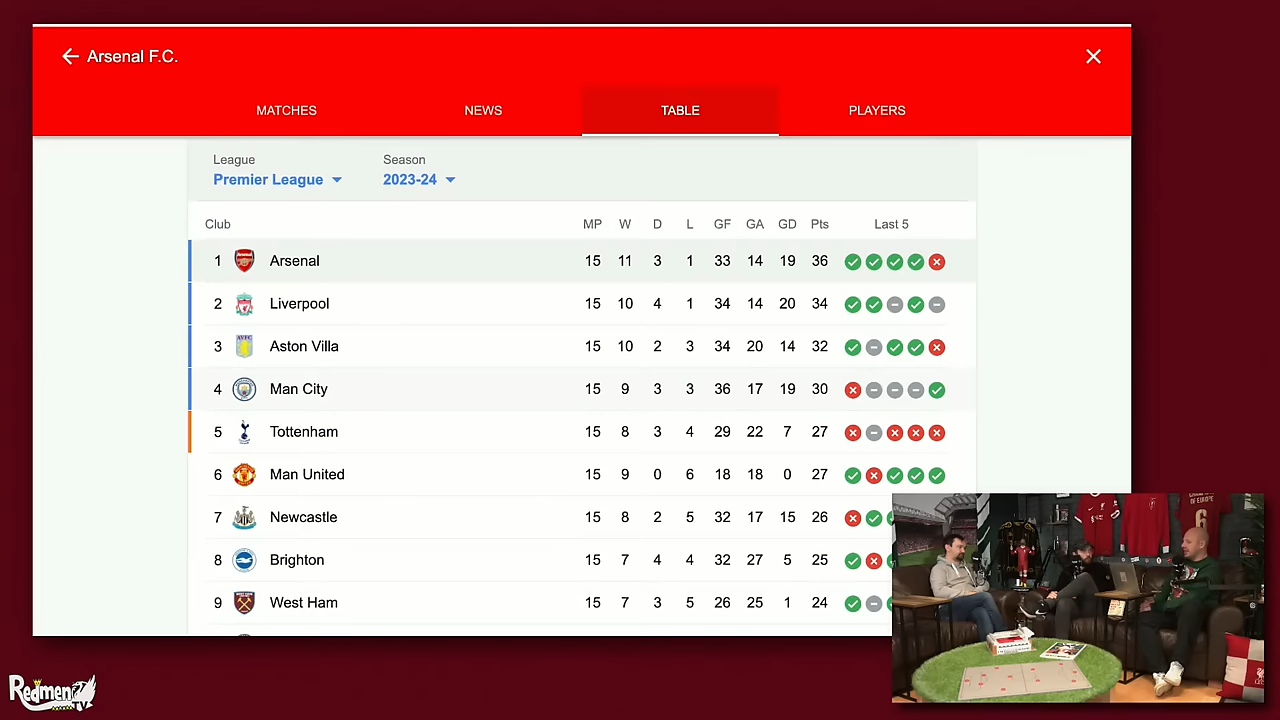 Arsenal F.C.
MATCHES NEWS TABLE PLAYERS
League Season
Premier League 2023-24
Club MP W D L GF GA GD Pts Last 5
1 Arsenal 15 11 3 1 33 14 19 36
2 Liverpool 15 10 4 1 34 14 20 34
3 Aston Villa 15 10 2 3 34 20 14 32
4 Man City 15 9 3 3 36 17 19 30
5 Tottenham 15 8 3 4 29 22 7 27
6 Man United 15 9 0 6 18 18 0 27
7 Newcastle 15 8 2 5 32 17 15 26
8 Brighton 15 7 4 4 32 27 5 25
9 West Ham 15 7 3 5 26 25 1 24
OF EUROPE
6
Redmen TV